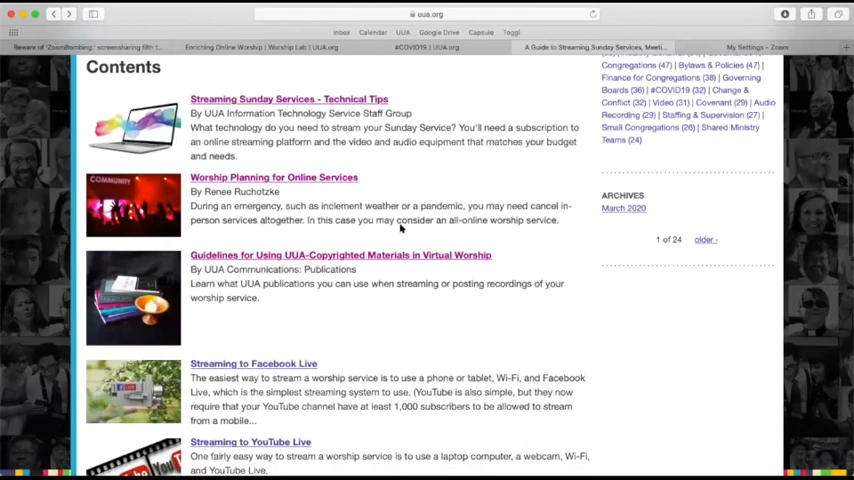 uua.org
Inbox Calendar UUA Google Drive Capsule Toggl
Beware of 'ZoomBombing:' screensharing filth t... Enriching Online Worship | Worship Lab | UUA.org #COVID19 | UUA.org A Guide to Streaming Sunday Services, Meeti... My Settings - Zoom
Contents
Streaming Sunday Services - Technical Tips
By UUA Information Technology Service Staff Group
What technology do you need to stream your Sunday Service? You'll need a subscription to
an online streaming platform and the video and audio equipment that matches your budget
and needs.
COMMUNITY
Worship Planning for Online Services
By Renee Ruchotzke
During an emergency, such as inclement weather or a pandemic, you may need cancel in-
person services altogether. In this case you may consider an all-online worship service.
Guidelines for Using UUA-Copyrighted Materials in Virtual Worship
By UUA Communications: Publications
Learn what UUA publications you can use when streaming or posting recordings of your
worship service.
Streaming to Facebook Live
The easiest way to stream a worship service is to use a phone or tablet, Wi-Fi, and Facebook
Live, which is the simplest streaming system to use. (YouTube is also simple, but they now
require that your YouTube channel have at least 1,000 subscribers to be allowed to stream
from a mobile...
Streaming to YouTube Live
One fairly easy way to stream a worship service is to use a laptop computer, a webcam, Wi-Fi,
and YouTube Live.
Congregations (47) | Bylaws & Policies (47) |
Finance for Congregations (38) | Governing
Boards (36) | #COVID19 (32) | Change &
Conflict (32) | Video (31) | Covenant (29) | Audio
Recording (29) | Staffing & Supervision (27) |
Small Congregations (26) | Shared Ministry
Teams (24)
ARCHIVES
March 2020
1 of 24 older ›